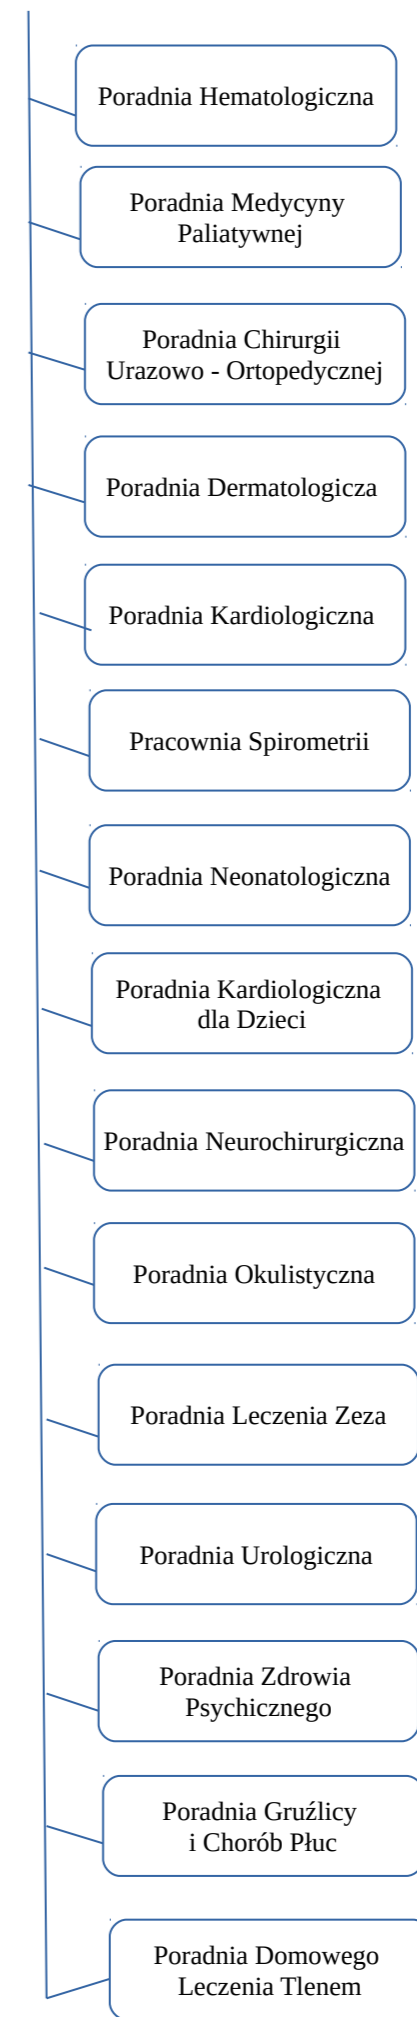 Poradnia Hematologiczna
Poradnia Medycyny
Paliatywnej
Poradnia Chirurgii
Urazowo - Ortopedycznej
Poradnia Dermatologicza
Poradnia Kardiologiczna
Pracownia Spirometrii
Poradnia Neonatologiczna
Poradnia Kardiologiczna
dla Dzieci
Poradnia Neurochirurgiczna
Poradnia Okulistyczna
Poradnia Leczenia Zeza
Poradnia Urologiczna
Poradnia Zdrowia
Psychicznego
Poradnia Gruźlicy
i Chorób Płuc
Poradnia Domowego
Leczenia Tlenem